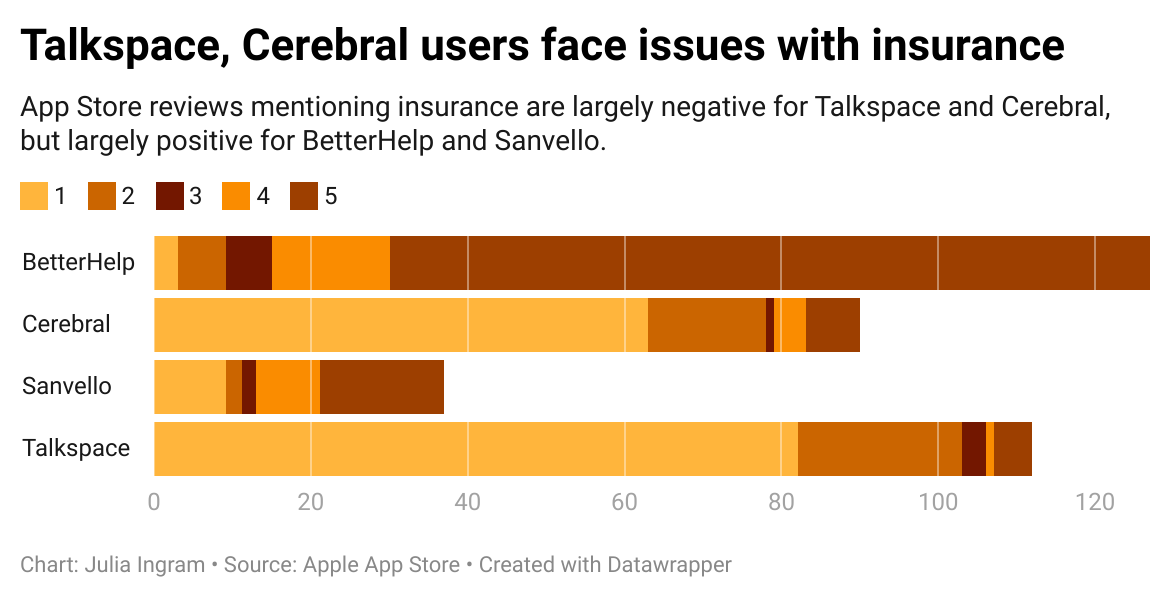 Talkspace, Cerebral users face issues with insurance
App Store reviews mentioning insurance are largely negative for Talkspace and Cerebral,
but largely positive for BetterHelp and Sanvello.
1 2 3 4 5
BetterHelp
Cerebral
Sanvello
Talkspace
0 20 40 60 80 100 120
Chart: Julia Ingram • Source: Apple App Store • Created with Datawrapper